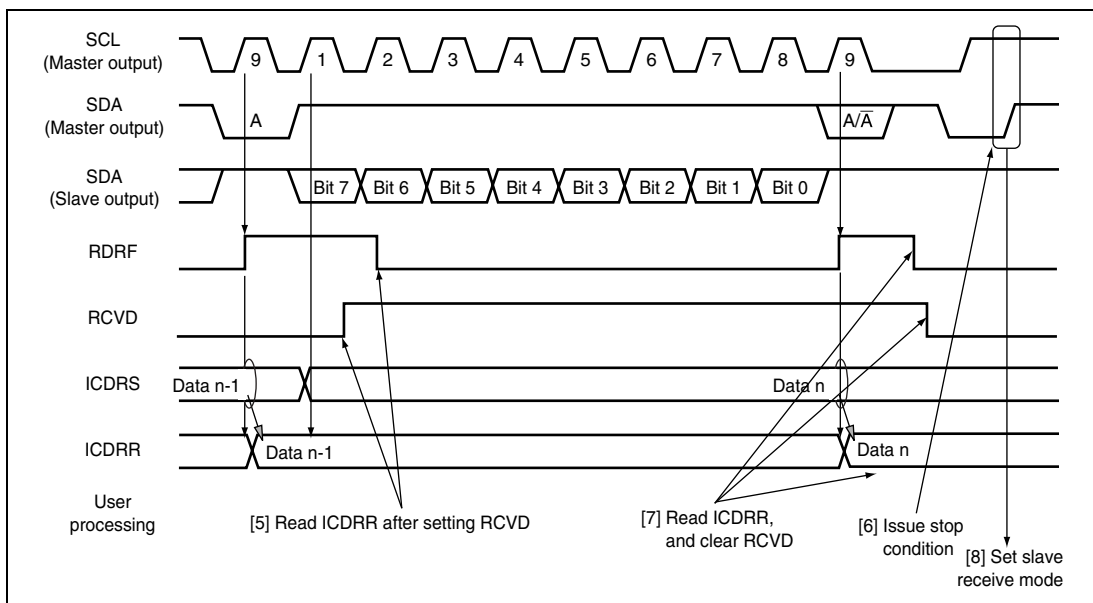 SCL
(Master output)
9
1
2
3
4
5
6
7
8
9
SDA
(Master output)
A
A/A̅
SDA
(Slave output)
Bit 7
Bit 6
Bit 5
Bit 4
Bit 3
Bit 2
Bit 1
Bit 0
RDRF
RCVD
ICDRS
Data n-1
Data n
ICDRR
Data n-1
Data n
User
processing
[5] Read ICDRR after setting RCVD
[7] Read ICDRR,
and clear RCVD
[6] Issue stop
condition
[8] Set slave
receive mode